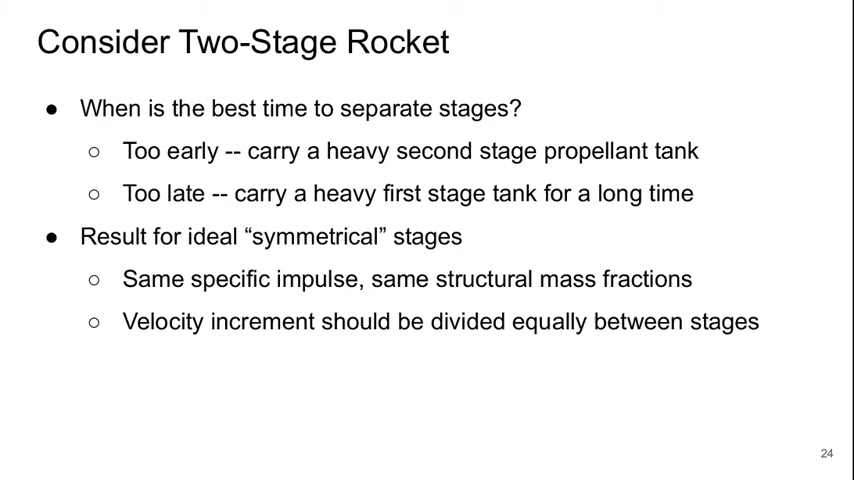 Consider Two-Stage Rocket
● When is the best time to separate stages?
○ Too early -- carry a heavy second stage propellant tank
○ Too late -- carry a heavy first stage tank for a long time
● Result for ideal “symmetrical” stages
○ Same specific impulse, same structural mass fractions
○ Velocity increment should be divided equally between stages
24